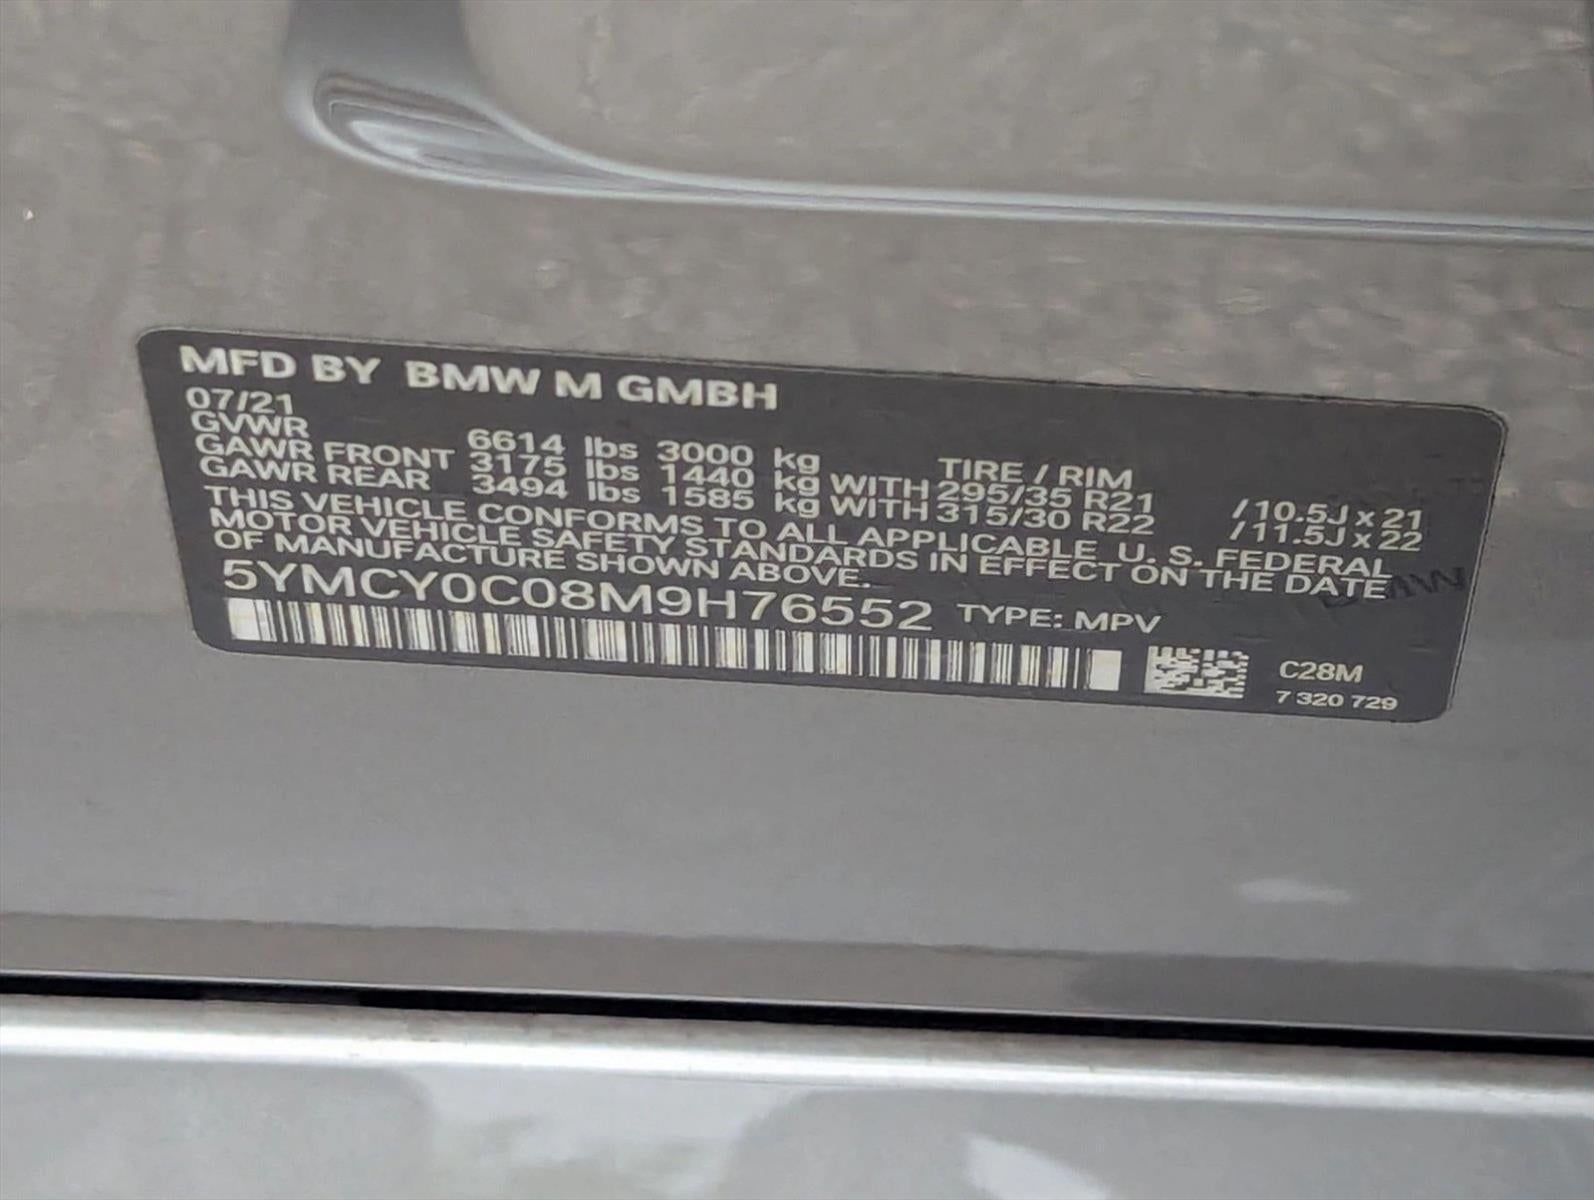 MFD BY BMW M GMBH
07/21
GVWR 6614 lbs 3000 kg TIRE / RIM
GAWR FRONT 3175 lbs 1440 kg WITH 295/35 R21 / 10.5J x 21
GAWR REAR 3494 lbs 1585 kg WITH 315/30 R22 / 11.5J x 22
THIS VEHICLE CONFORMS TO ALL APPLICABLE U. S. FEDERAL
MOTOR VEHICLE SAFETY STANDARDS IN EFFECT ON THE DATE
OF MANUFACTURE SHOWN ABOVE.
5YMCY0C08M9H76552 TYPE: MPV
BMW
C28M
7 320 729